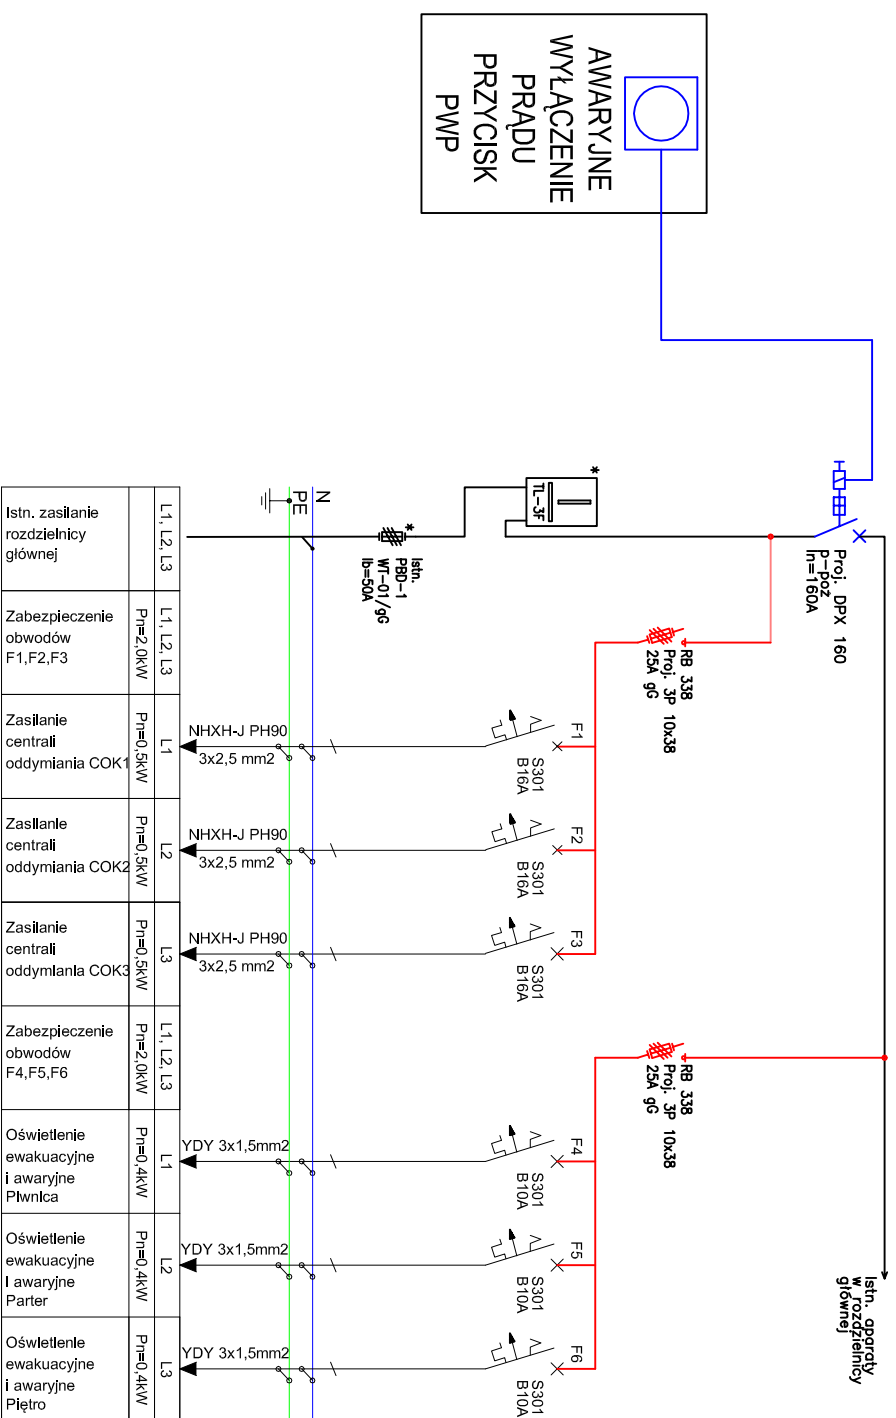 AWARYJNE
WYŁĄCZENIE
PRĄDU
PRZYCISK
PWP
Proj. DPX 160
p-poż
In=160A
*
TL-3F
*
Istn.
PBD-1
WT-01/gG
Ib=50A
N
PE
RB 338
Proj. 3P 10x38
25A gG
RB 338
Proj. 3P 10x38
25A gG
Istn. aparaty
w rozdzielnicy
głównej
F1
S301
B16A
F2
S301
B16A
F3
S301
B16A
F4
S301
B10A
F5
S301
B10A
F6
S301
B10A
NHXH-J PH90
3x2,5 mm2
NHXH-J PH90
3x2,5 mm2
NHXH-J PH90
3x2,5 mm2
YDY 3x1,5mm2
YDY 3x1,5mm2
YDY 3x1,5mm2
L1, L2, L3
Istn. zasilanie
rozdzielnicy
głównej
L1, L2, L3
Pn=2,0kW
Zabezpieczenie
obwodów
F1,F2,F3
L1
Pn=0,5kW
Zasilanie
centrali
oddymiania COK1
L2
Pn=0,5kW
Zasilanie
centrali
oddymiania COK2
L3
Pn=0,5kW
Zasilanie
centrali
oddymiania COK3
L1, L2, L3
Pn=2,0kW
Zabezpieczenie
obwodów
F4,F5,F6
L1
Pn=0,4kW
Oświetlenie
ewakuacyjne
i awaryjne
Piwnica
L2
Pn=0,4kW
Oświetlenie
ewakuacyjne
i awaryjne
Parter
L3
Pn=0,4kW
Oświetlenie
ewakuacyjne
i awaryjne
Piętro